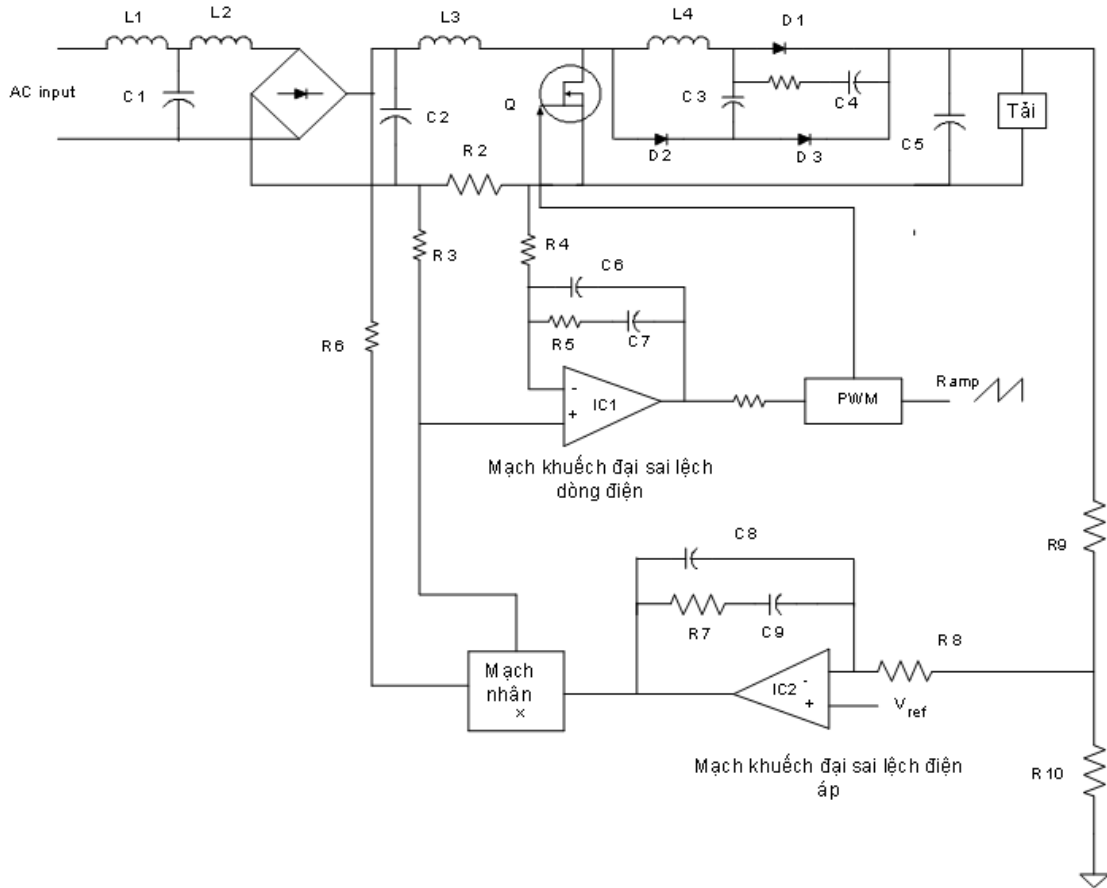 L1
L2
L3
L4
D1
AC input
C1
C2
Q
C3
C4
C5
Tải
R2
D2
D3
R3
R4
C6
R5
C7
R6
-
+
IC1
PWM
Ramp
Mạch khuếch đại sai lệch
dòng điện
C8
R9
R7
C9
R8
Mạch
nhân
x
IC2
-
+
Vref
Mạch khuếch đại sai lệch điện
áp
R10